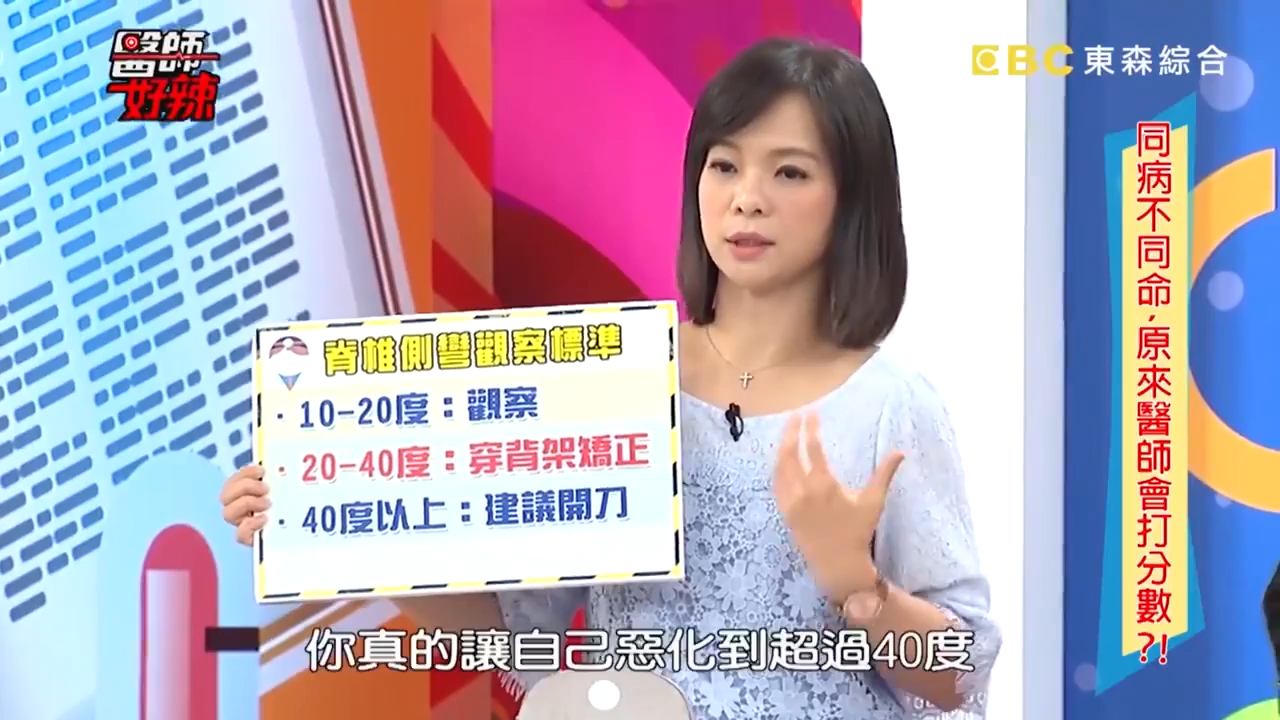 醫師
好辣
EBC 東森綜合
同病不同命，原來醫師會打分數?!
脊椎側彎觀察標準
· 10-20度：觀察
· 20-40度：穿背架矯正
· 40度以上：建議開刀
你真的讓自己惡化到超過40度